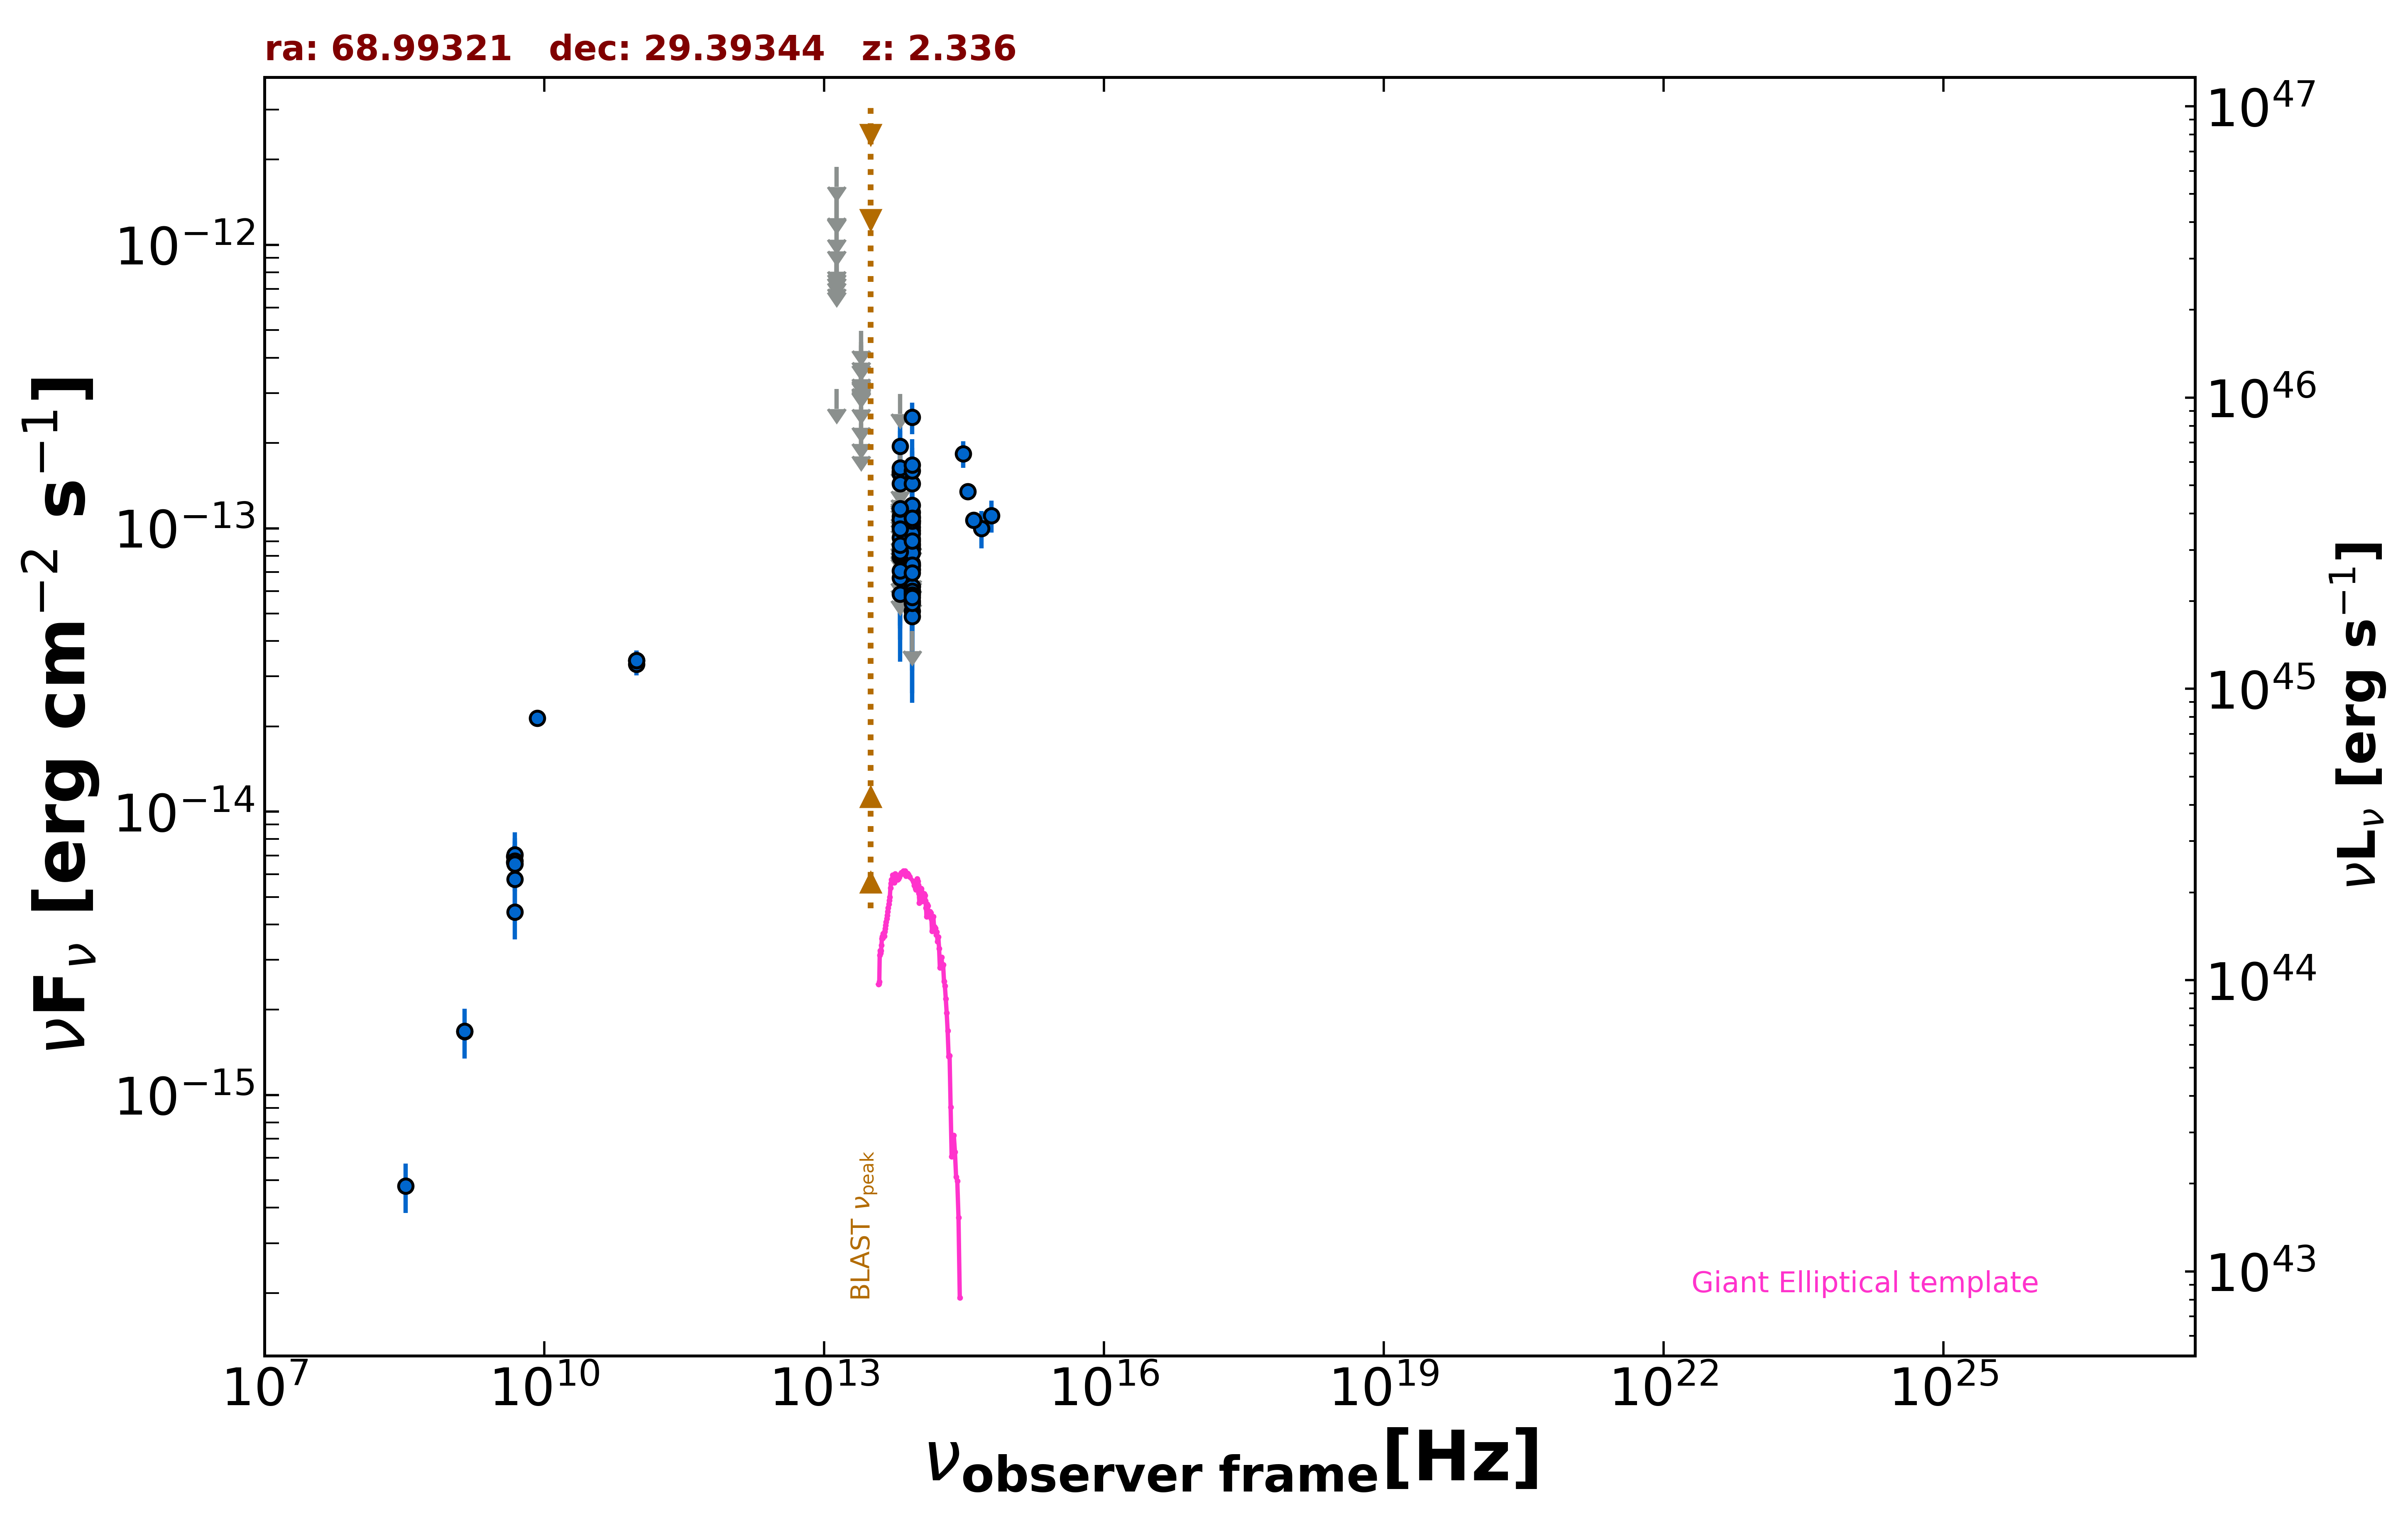 ra: 68.99321   dec: 29.39344   z: 2.336
10^47
10^46
10^45
10^44
10^43
10^−12
10^−13
10^−14
10^−15
νF_ν [erg cm^−2 s^−1]
νL_ν [erg s^−1]
BLAST ν_peak
Giant Elliptical template
10^7 10^10 10^13 10^16 10^19 10^22 10^25
ν_observer frame [Hz]